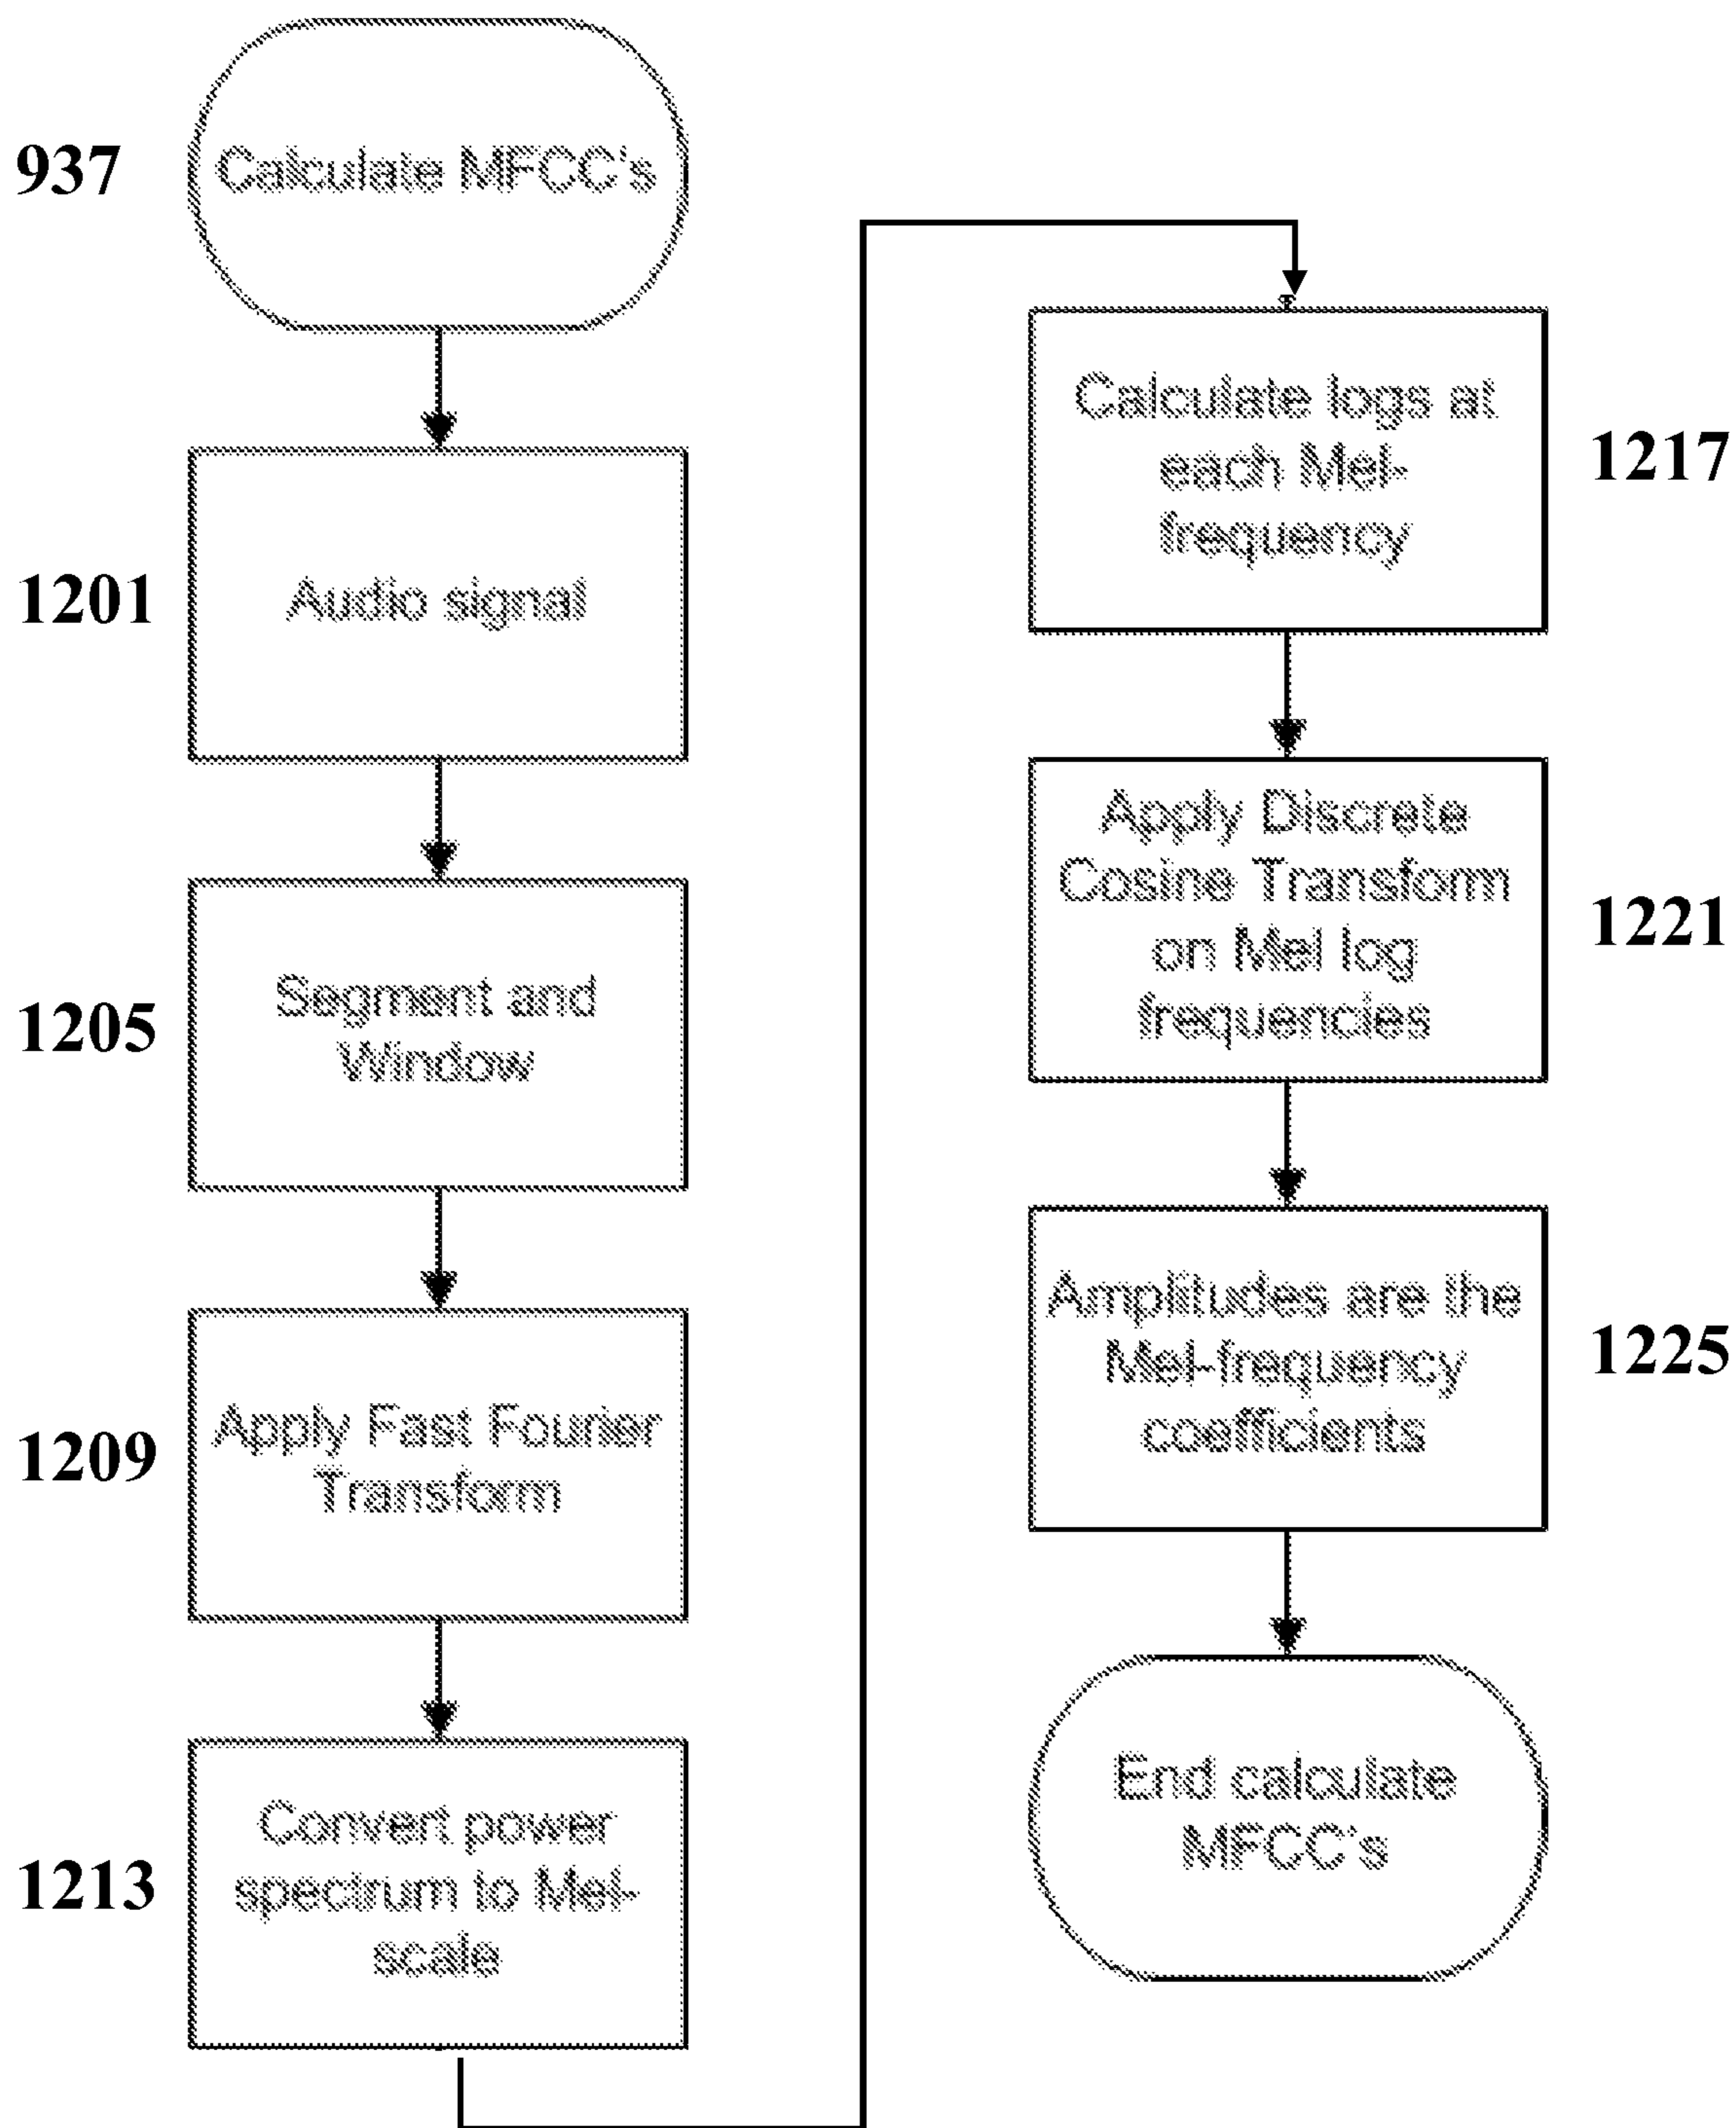 937
Calculate MFCC's
1201
Audio signal
1205
Segment and
Window
1209
Apply Fast Fourier
Transform
1213
Convert power
spectrum to Mel-
scale
Calculate logs at
each Mel-
frequency
1217
Apply Discrete
Cosine Transform
on Mel log
frequencies
1221
Amplitudes are the
Mel-frequency
coefficients
1225
End calculate
MFCC's